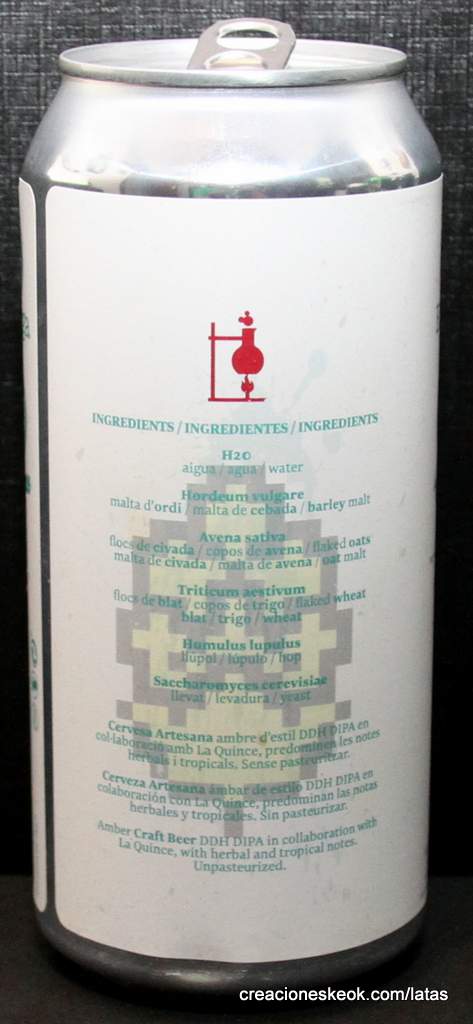 INGREDIENTS / INGREDIENTES / INGREDIENTS
H2O
aigua / agua / water
Hordeum vulgare
malta d'ordi / malta de cebada / barley malt
Avena sativa
flocs de civada / copos de avena / flaked oats
malta de civada / malta de avena / oat malt
Triticum aestivum
flocs de blat / copos de trigo / flaked wheat
blat / trigo / wheat
Humulus lupulus
llúpol / lúpulo / hop
Saccharomyces cerevisiae
llevat / levadura / yeast
Cervesa Artesana ambre d'estil DDH DIPA en
col·laboració amb La Quince, predominen les notes
herbals i tropicals. Sense pasteuritzar.
Cerveza Artesana ámbar de estilo DDH DIPA en
colaboración con La Quince, predominan las notas
herbales y tropicales. Sin pasteurizar.
Amber Craft Beer DDH DIPA in collaboration with
La Quince, with herbal and tropical notes.
Unpasteurized.
creacioneskeok.com/latas